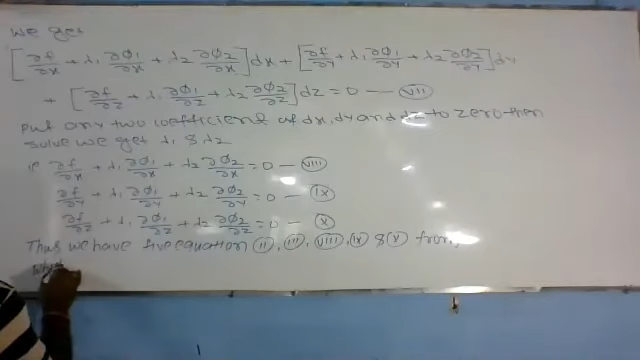 we get
[∂f/∂x + λ₁ ∂Φ₁/∂x + λ₂ ∂Φ₂/∂x] dx + [∂f/∂y + λ₁ ∂Φ₁/∂y + λ₂ ∂Φ₂/∂y] dy
+ [∂f/∂z + λ₁ ∂Φ₁/∂z + λ₂ ∂Φ₂/∂z] dz = 0 — (VII)
Put any two coefficient of dx, dy and dz to zero then
solve we get λ₁ & λ₂
if ∂f/∂x + λ₁ ∂Φ₁/∂x + λ₂ ∂Φ₂/∂x = 0 — (VIII)
∂f/∂y + λ₁ ∂Φ₁/∂y + λ₂ ∂Φ₂/∂y = 0 — (IX)
∂f/∂z + λ₁ ∂Φ₁/∂z + λ₂ ∂Φ₂/∂z = 0 — (X)
Thus we have five equation (II), (III), (VIII), (IX) & (X) from,